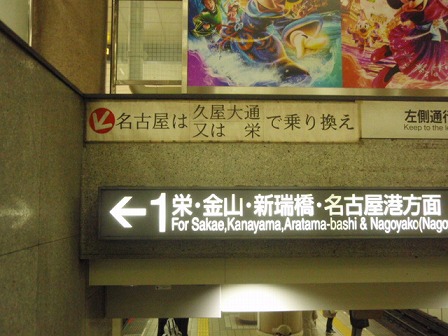 名古屋は 久屋大通 で乗り換え
又は 栄
左側通行
Keep to the le
←1 栄・金山・新瑞橋・名古屋港方面
For Sakae,Kanayama,Aratama-bashi & Nagoyako(Nago